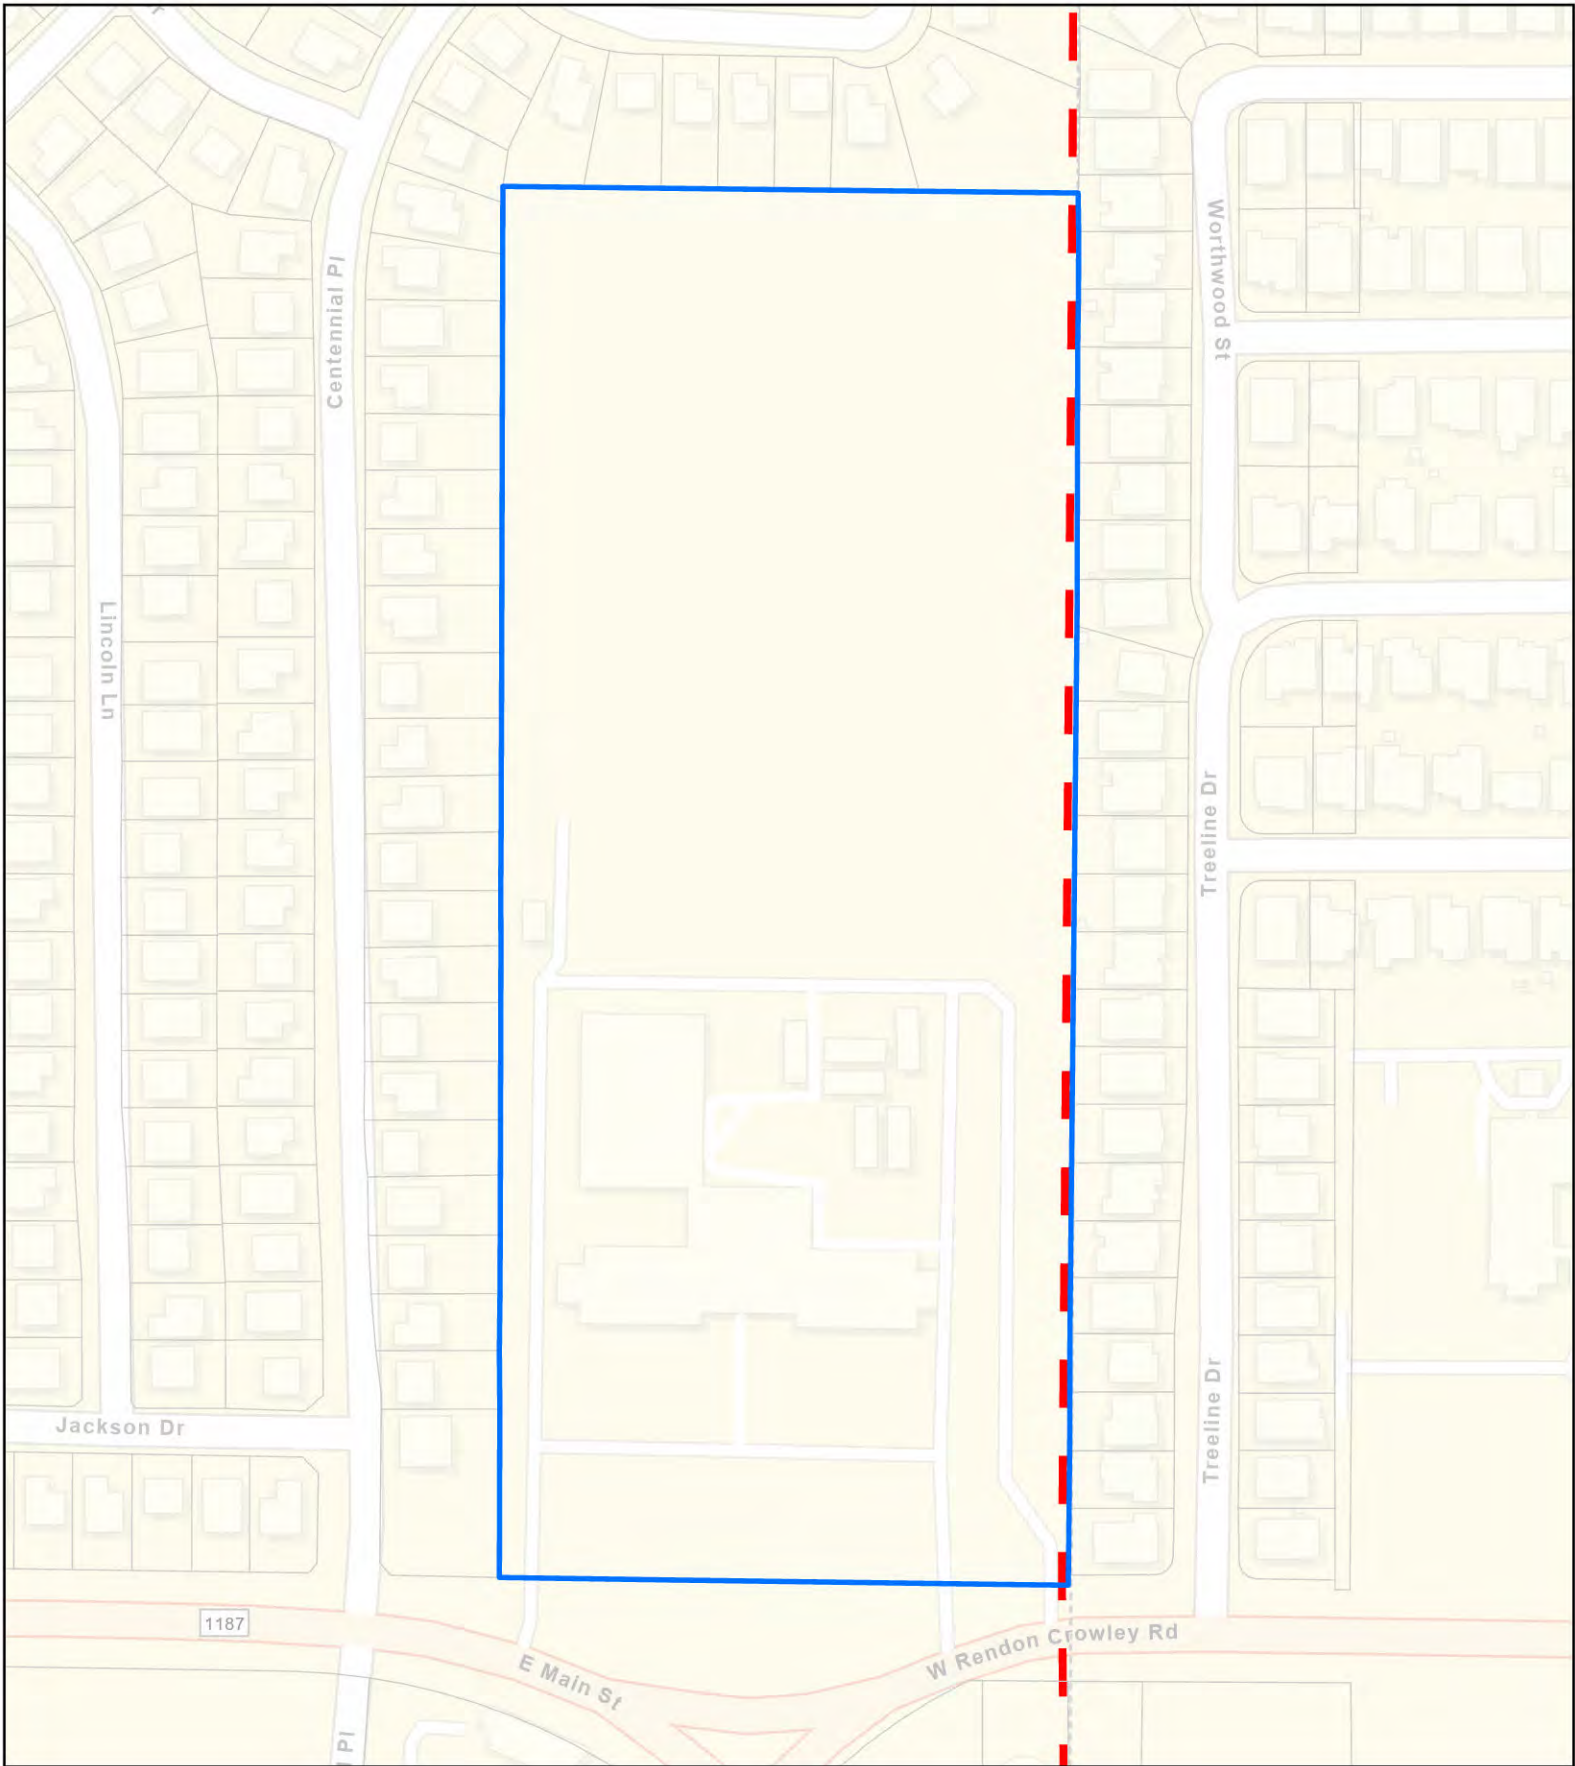 Worthwood St
Centennial Pl
Lincoln Ln
Treeline Dr
Treeline Dr
Jackson Dr
1187
E Main St
W Rendon Crowley Rd
Pl